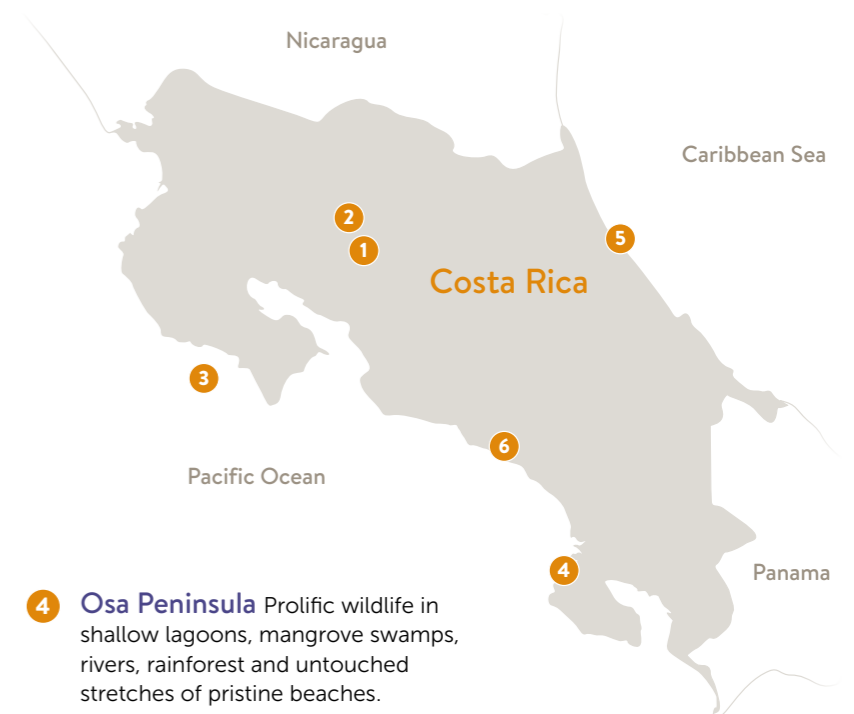 Nicaragua
Caribbean Sea
2
5
1
Costa Rica
3
6
Pacific Ocean
4
Panama
4 Osa Peninsula Prolific wildlife in
shallow lagoons, mangrove swamps,
rivers, rainforest and untouched
stretches of pristine beaches.